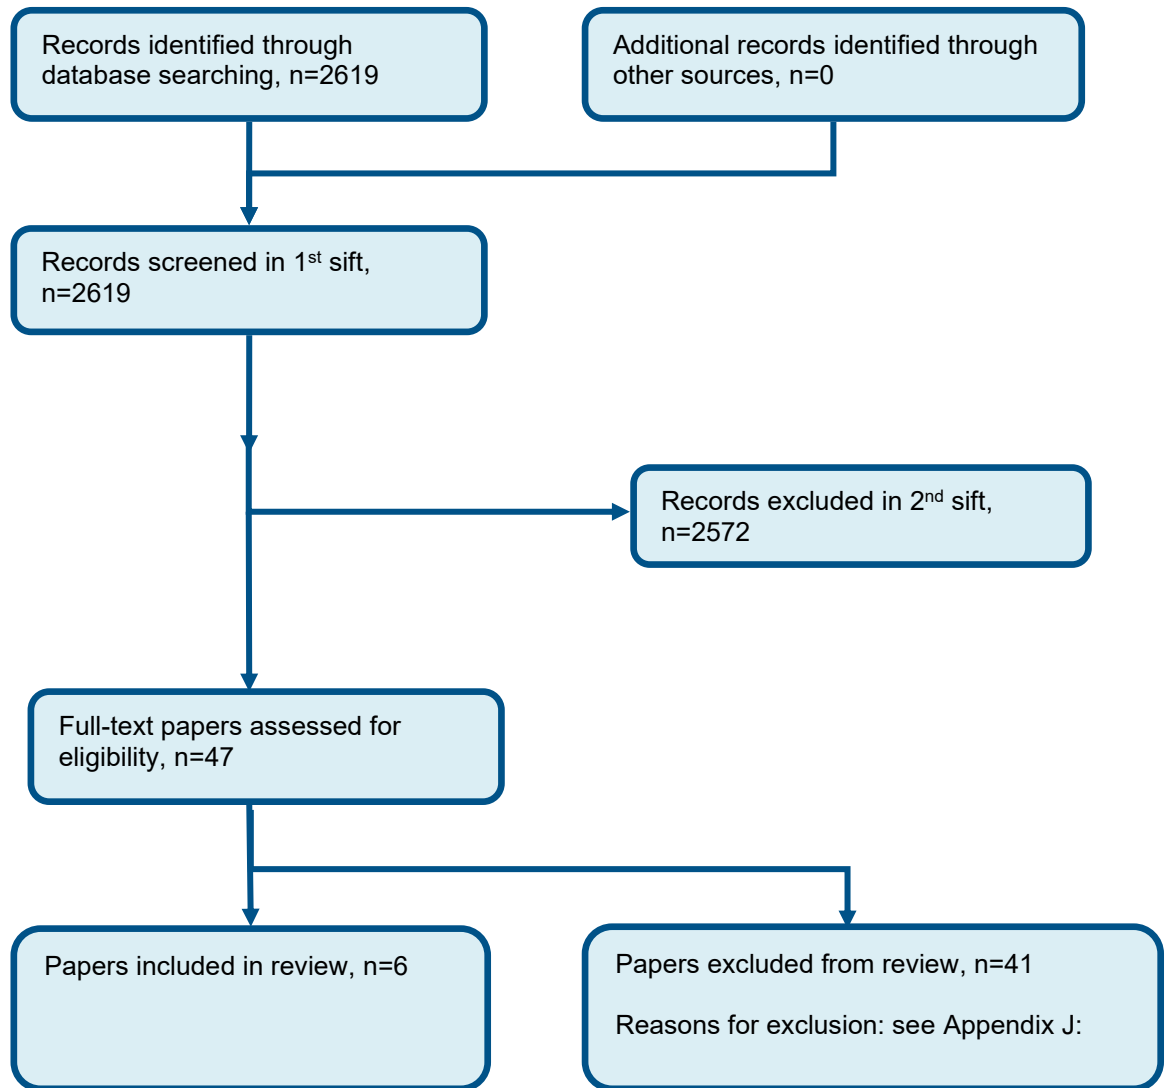 Records identified through
database searching, n=2619
Additional records identified through
other sources, n=0
Records screened in 1st sift,
n=2619
Records excluded in 2nd sift,
n=2572
Full-text papers assessed for
eligibility, n=47
Papers included in review, n=6
Papers excluded from review, n=41
Reasons for exclusion: see Appendix J: